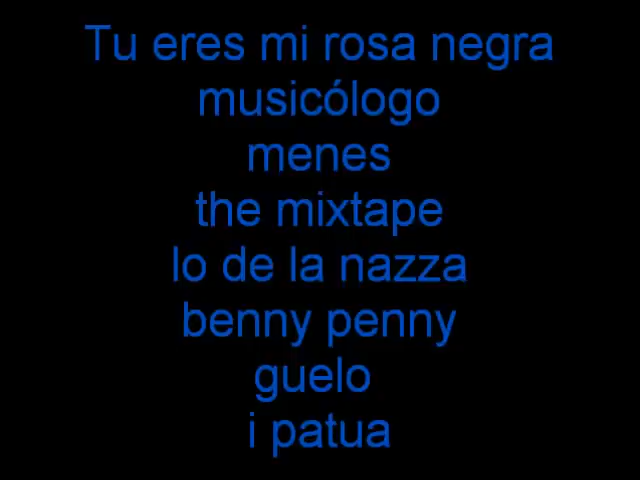 Tu eres mi rosa negra
musicólogo
menes
the mixtape
lo de la nazza
benny penny
guelo
i patua